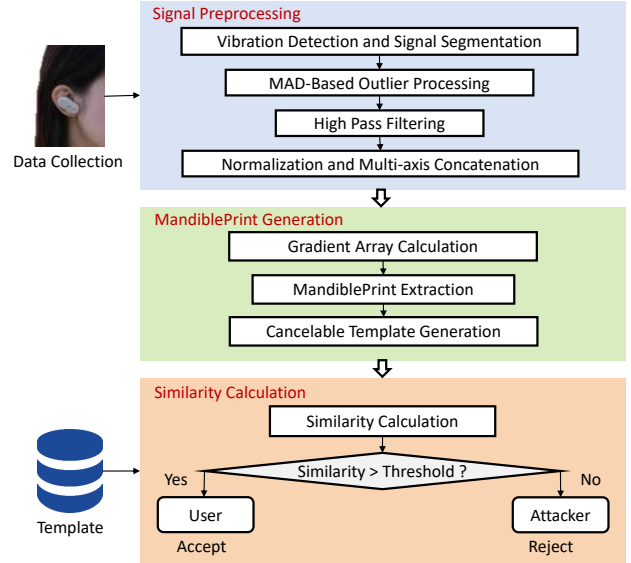 Signal Preprocessing
Vibration Detection and Signal Segmentation
MAD-Based Outlier Processing
High Pass Filtering
Data Collection
Normalization and Multi-axis Concatenation
MandiblePrint Generation
Gradient Array Calculation
MandiblePrint Extraction
Cancelable Template Generation
Similarity Calculation
Similarity Calculation
Similarity > Threshold ?
Yes
No
User
Attacker
Template
Accept
Reject